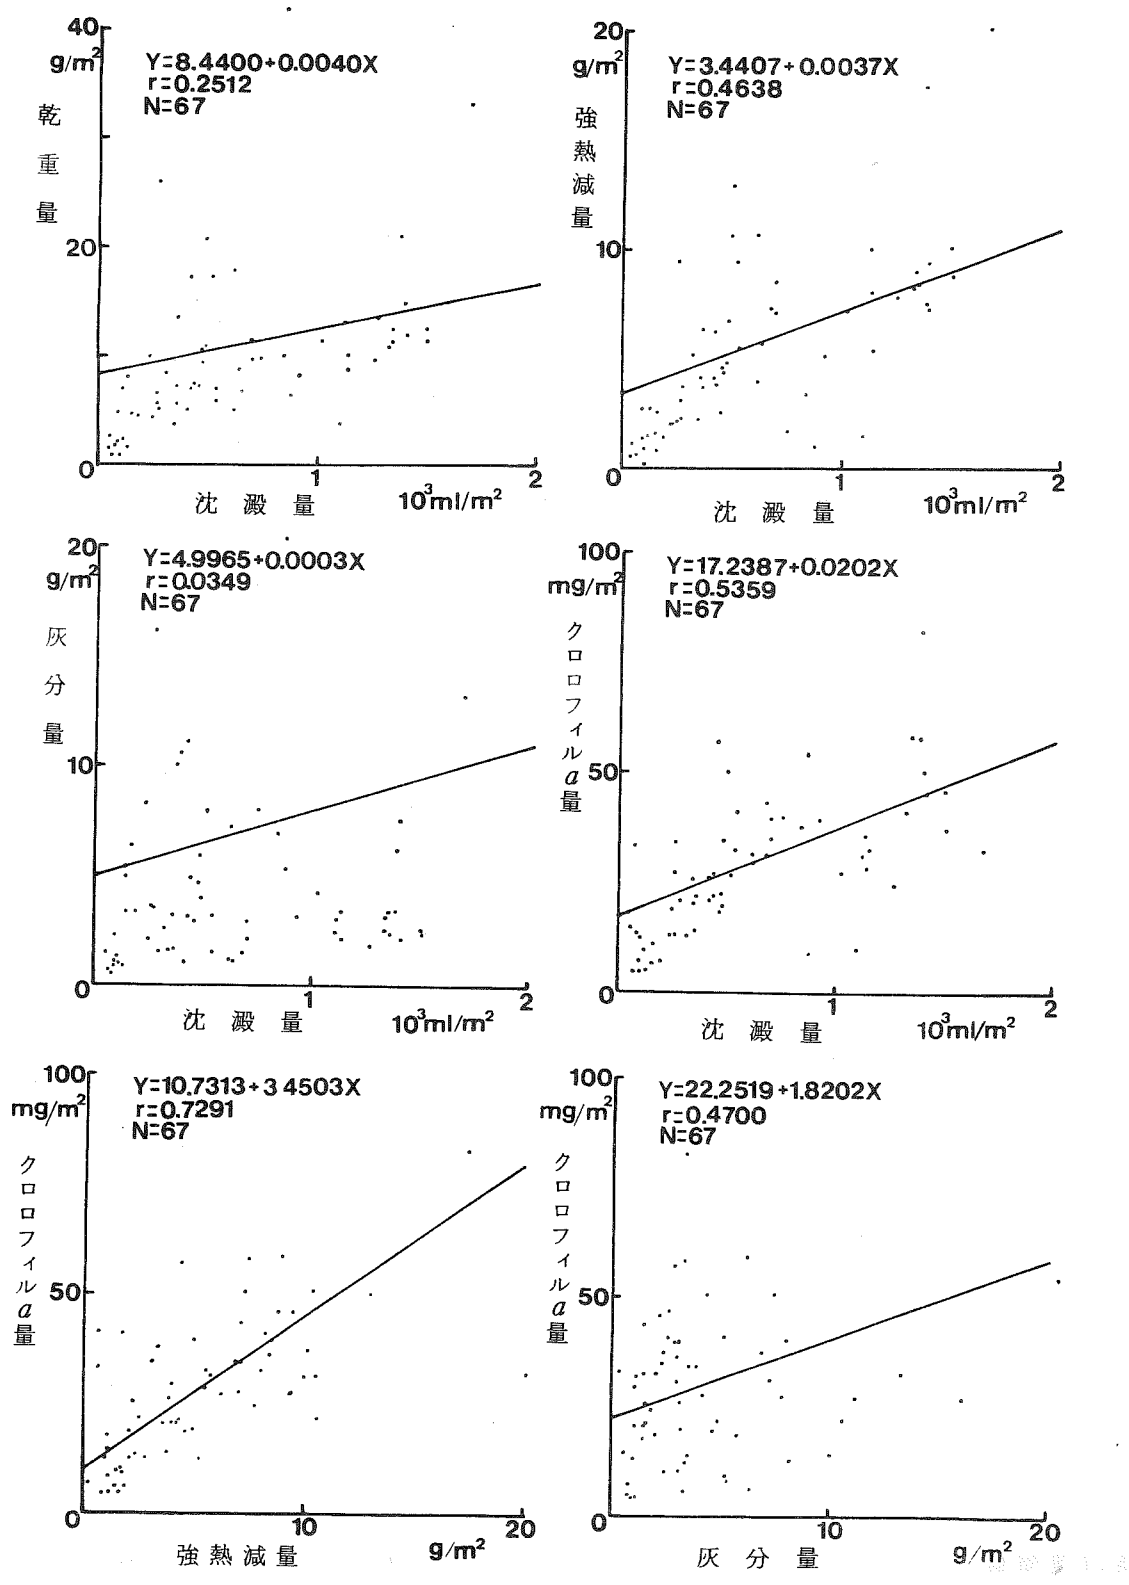 40
g/m²
Y=8.4400+0.0040X
r=0.2512
N=67
乾重量
20
0
1
2
沈澱量
10³ml/m²
20
g/m²
Y=3.4407+0.0037X
r=0.4638
N=67
強熱減量
10
0
1
2
沈澱量
10³ml/m²
20
g/m²
Y=4.9965+0.0003X
r=0.0349
N=67
灰分量
10
0
1
2
沈澱量
10³ml/m²
100
mg/m²
Y=17.2387+0.0202X
r=0.5359
N=67
クロロフィルa量
50
0
1
2
沈澱量
10³ml/m²
100
mg/m²
Y=10.7313+3.4503X
r=0.7291
N=67
クロロフィルa量
50
0
10
20
強熱減量
g/m²
100
mg/m²
Y=22.2519+1.8202X
r=0.4700
N=67
クロロフィルa量
50
0
10
20
灰分量
g/m²